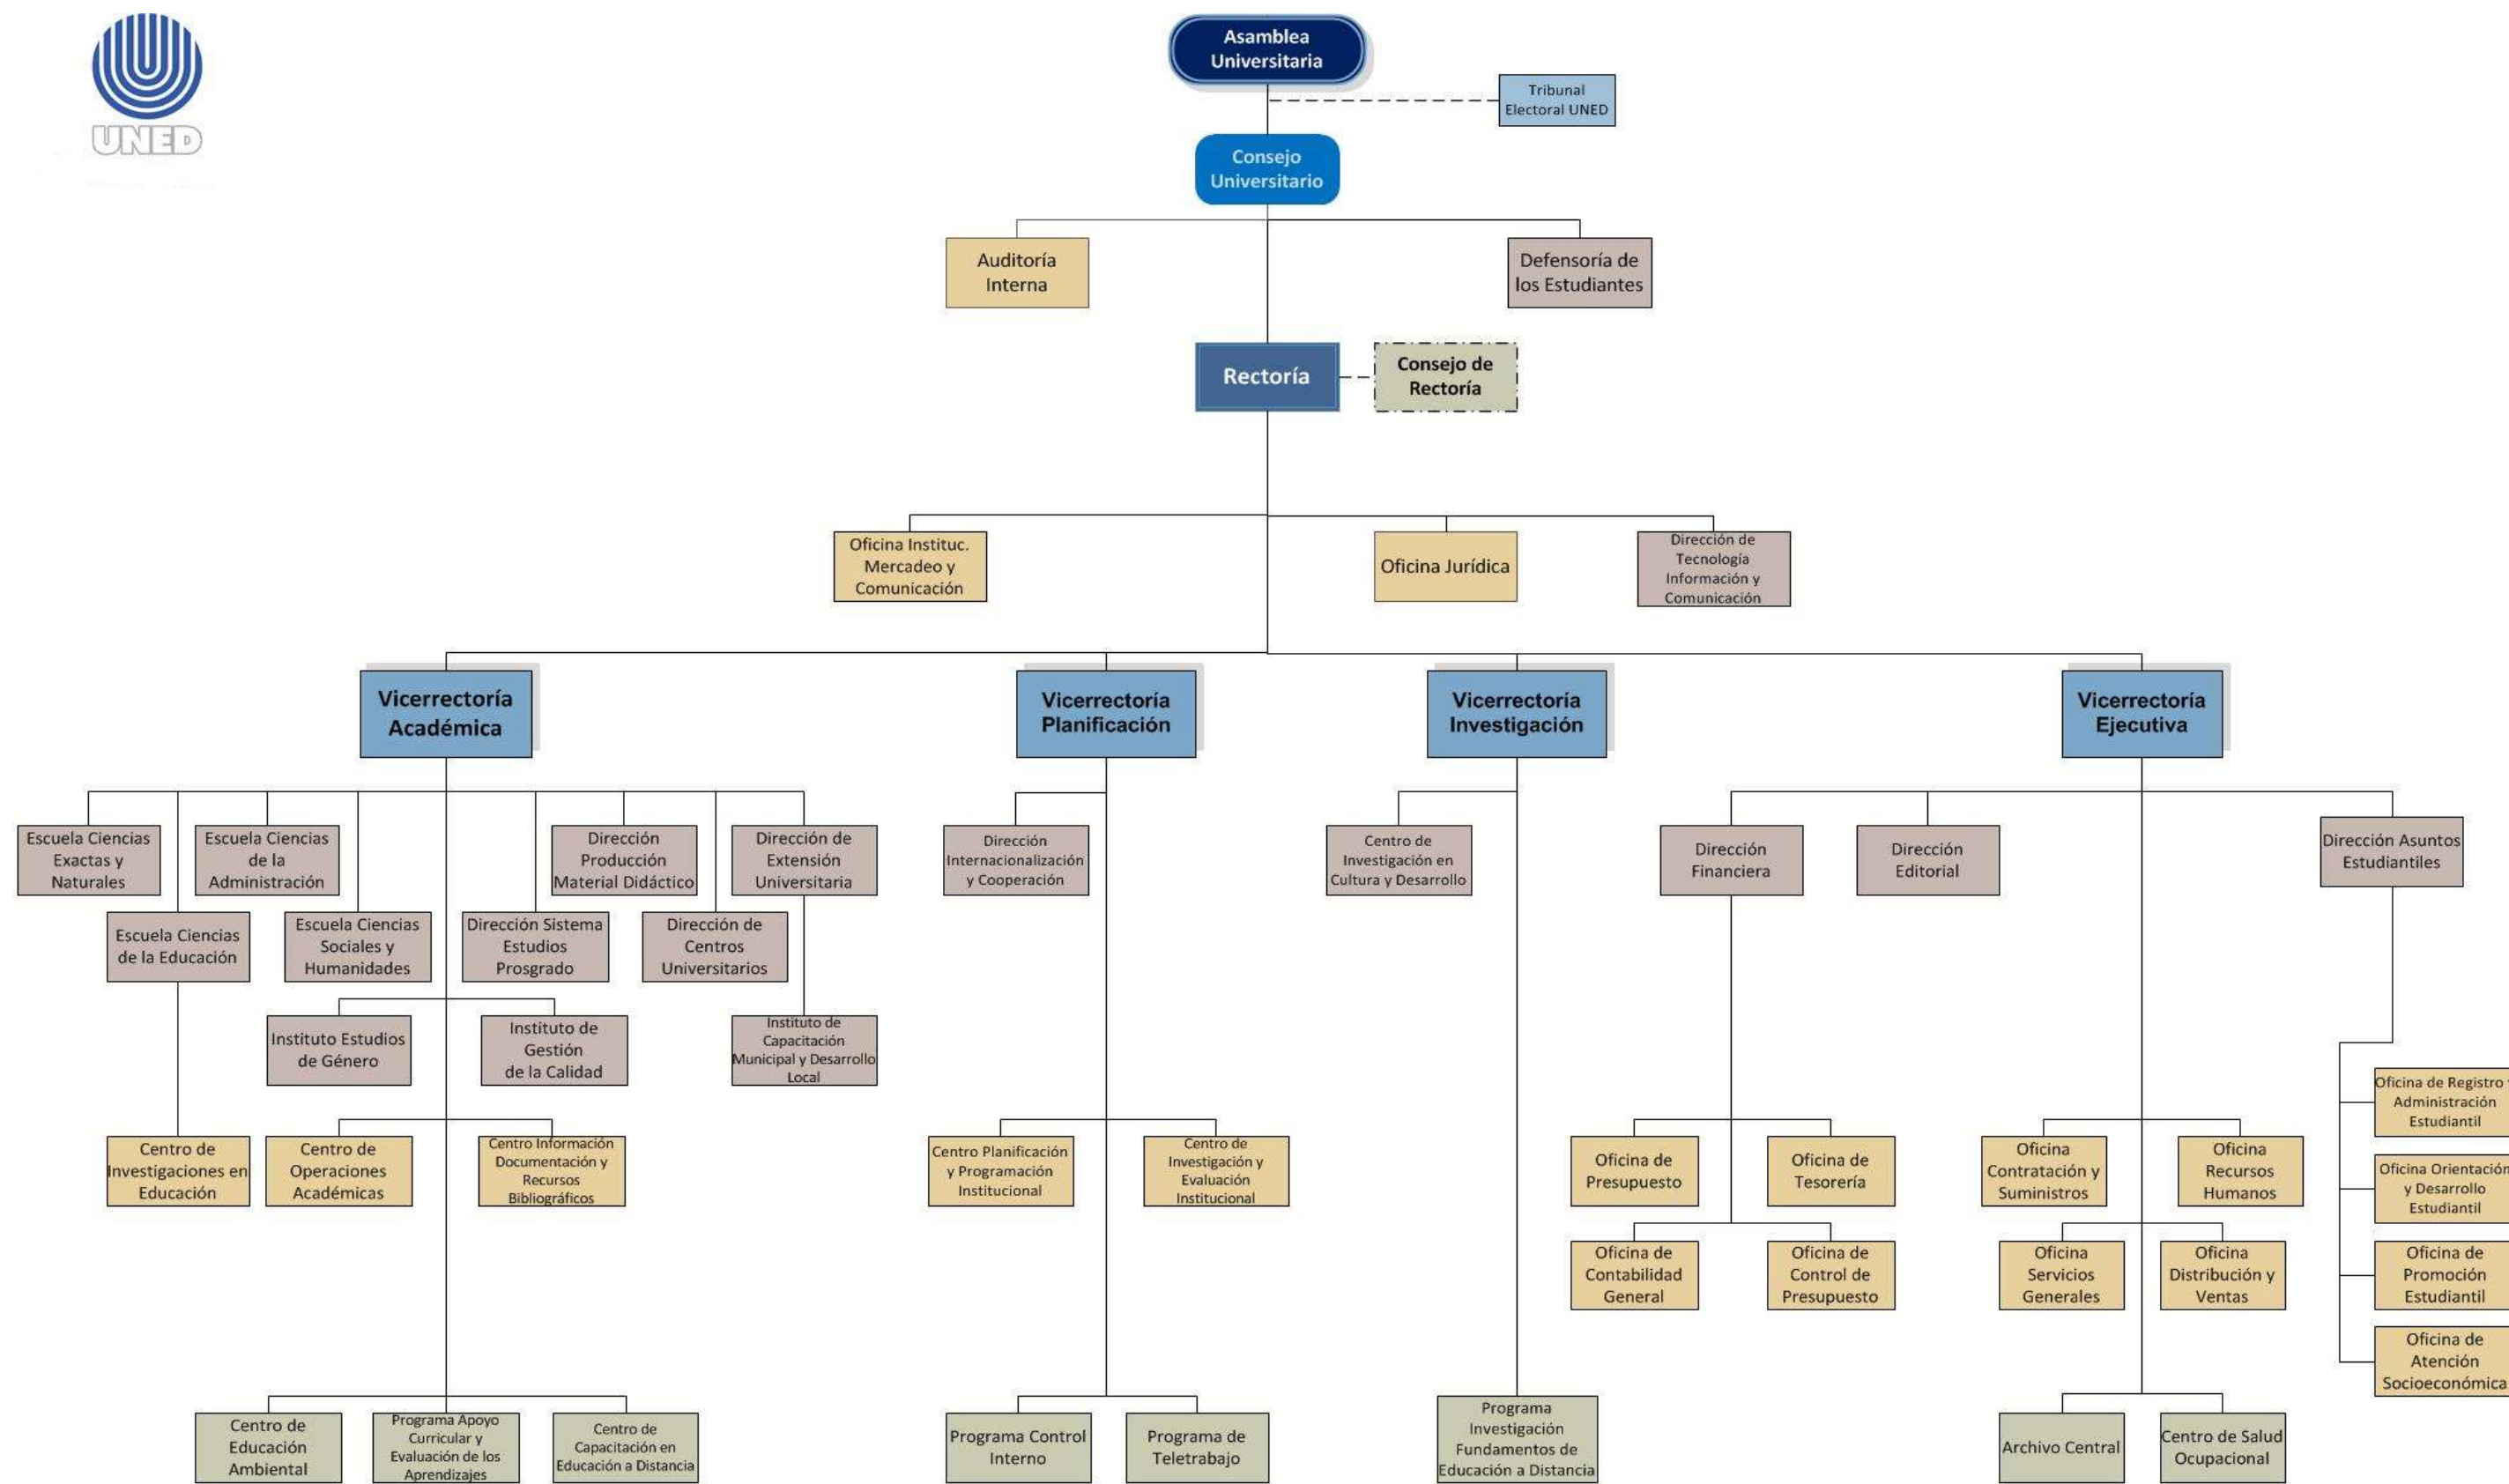 UNED
Asamblea
Universitaria
Tribunal
Electoral UNED
Consejo
Universitario
Auditoría
Interna
Defensoría de
los Estudiantes
Rectoría
Consejo de
Rectoría
Oficina Instituc.
Mercadeo y
Comunicación
Oficina Jurídica
Dirección de
Tecnología
Información y
Comunicación
Vicerrectoría
Académica
Vicerrectoría
Planificación
Vicerrectoría
Investigación
Vicerrectoría
Ejecutiva
Escuela Ciencias
Exactas y
Naturales
Escuela Ciencias
de la
Administración
Dirección
Producción
Material Didáctico
Dirección de
Extensión
Universitaria
Dirección
Internacionalización
y Cooperación
Centro de
Investigación en
Cultura y Desarrollo
Dirección
Financiera
Dirección
Editorial
Dirección Asuntos
Estudiantiles
Escuela Ciencias
de la Educación
Escuela Ciencias
Sociales y
Humanidades
Dirección Sistema
Estudios
Prosgrado
Dirección de
Centros
Universitarios
Instituto Estudios
de Género
Instituto de
Gestión
de la Calidad
Instituto de
Capacitación
Municipal y Desarrollo
Local
Oficina de Registro y
Administración
Estudiantil
Centro de
Investigaciones en
Educación
Centro de
Operaciones
Académicas
Centro Información
Documentación y
Recursos
Bibliográficos
Centro Planificación
y Programación
Institucional
Centro de
Investigación y
Evaluación
Institucional
Oficina de
Presupuesto
Oficina de
Tesorería
Oficina
Contratación y
Suministros
Oficina
Recursos
Humanos
Oficina Orientación
y Desarrollo
Estudiantil
Oficina de
Contabilidad
General
Oficina de
Control de
Presupuesto
Oficina
Servicios
Generales
Oficina
Distribución y
Ventas
Oficina de
Promoción
Estudiantil
Oficina de
Atención
Socioeconómica
Centro de
Educación
Ambiental
Programa Apoyo
Curricular y
Evaluación de los
Aprendizajes
Centro de
Capacitación en
Educación a Distancia
Programa Control
Interno
Programa de
Teletrabajo
Programa
Investigación
Fundamentos de
Educación a Distancia
Archivo Central
Centro de Salud
Ocupacional